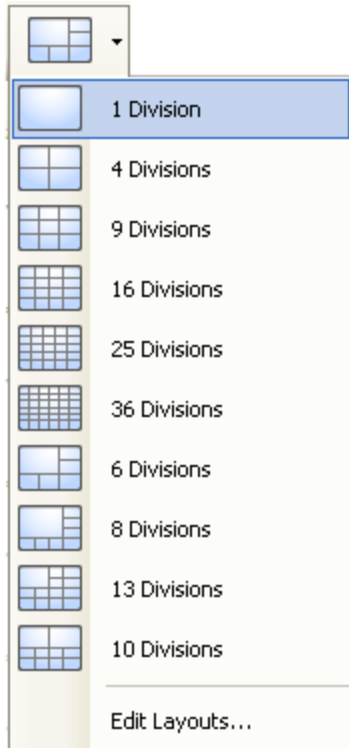 1 Division
4 Divisions
9 Divisions
16 Divisions
25 Divisions
36 Divisions
6 Divisions
8 Divisions
13 Divisions
10 Divisions
Edit Layouts...